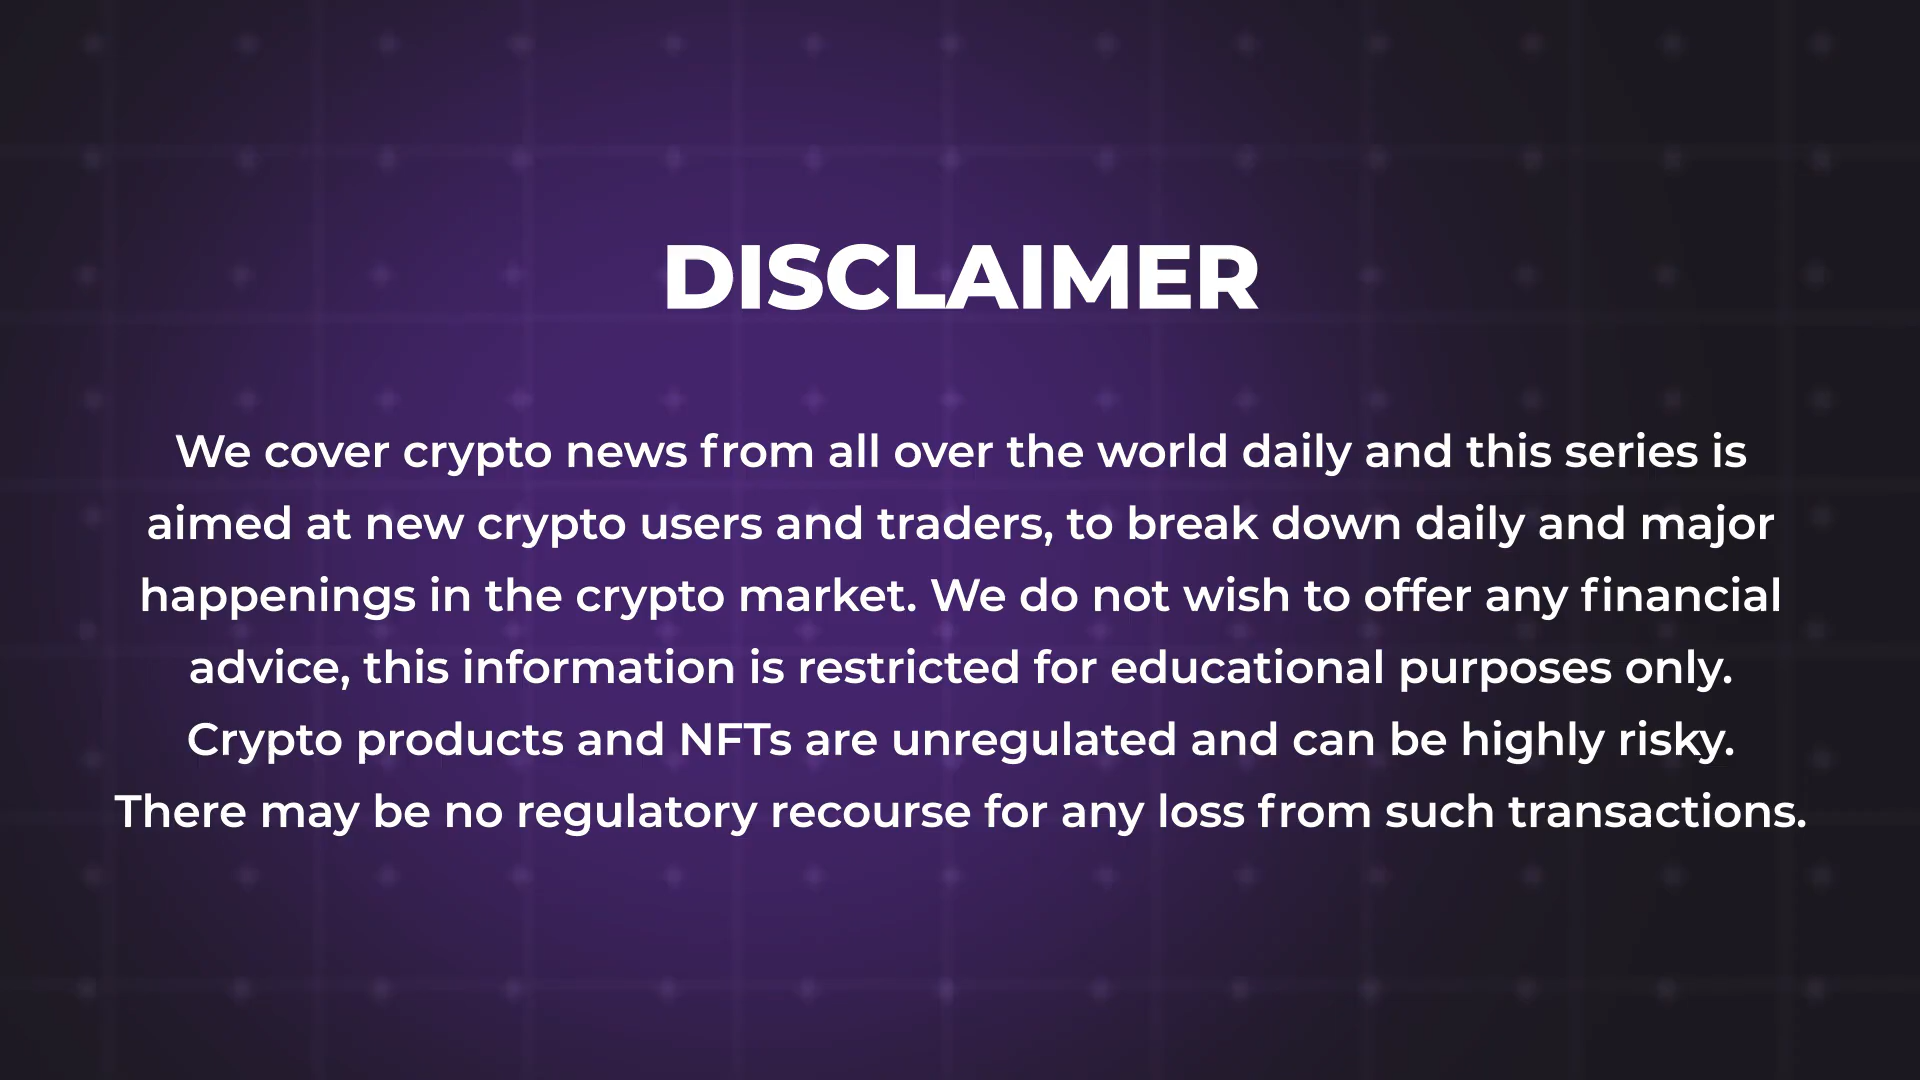 DISCLAIMER
We cover crypto news from all over the world daily and this series is
aimed at new crypto users and traders, to break down daily and major
happenings in the crypto market. We do not wish to offer any financial
advice, this information is restricted for educational purposes only.
Crypto products and NFTs are unregulated and can be highly risky.
There may be no regulatory recourse for any loss from such transactions.